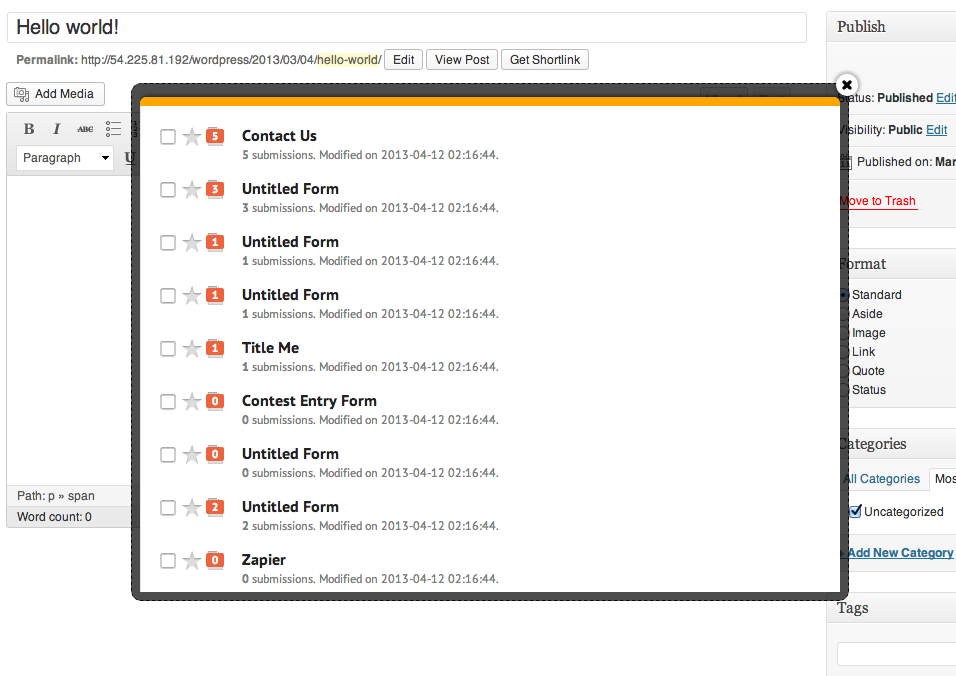 Hello world!
Permalink: http://54.225.81.192/wordpress/2013/03/04/hello-world/ Edit View Post Get Shortlink
Add Media
B I ABC
Paragraph U
Path: p » span
Word count: 0
5 Contact Us
5 submissions. Modified on 2013-04-12 02:16:44.
3 Untitled Form
3 submissions. Modified on 2013-04-12 02:16:44.
1 Untitled Form
1 submissions. Modified on 2013-04-12 02:16:44.
1 Untitled Form
1 submissions. Modified on 2013-04-12 02:16:44.
1 Title Me
1 submissions. Modified on 2013-04-12 02:16:44.
0 Contest Entry Form
0 submissions. Modified on 2013-04-12 02:16:44.
0 Untitled Form
0 submissions. Modified on 2013-04-12 02:16:44.
2 Untitled Form
2 submissions. Modified on 2013-04-12 02:16:44.
0 Zapier
0 submissions. Modified on 2013-04-12 02:16:44.
Publish
Status: Published Edit
Visibility: Public Edit
Published on: Mar
Move to Trash
Format
Standard
Aside
Image
Link
Quote
Status
Categories
All Categories Mos
Uncategorized
+ Add New Category
Tags